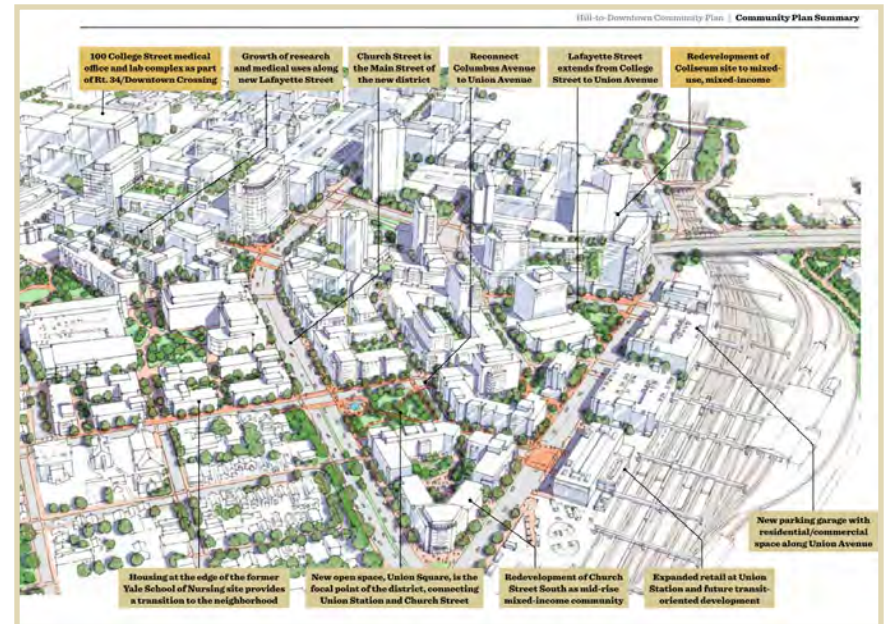 Hill-to-Downtown Community Plan | Community Plan Summary
100 College Street medical
office and lab complex as part
of Rt. 34/Downtown Crossing
Growth of research
and medical uses along
new Lafayette Street
Church Street is
the Main Street of
the new district
Reconnect
Columbus Avenue
to Union Avenue
Lafayette Street
extends from College
street to Union Avenue
Redevelopment of
Coliseum site to mixed-
use, mixed-income
New parking garage with
residential/commercial
space along Union Avenue
Housing at the edge of the former
Yale School of Nursing site provides
a transition to the neighborhood
New open space, Union Square, is the
focal point of the district, connecting
Union Station and Church Street
Redevelopment of Church
Street South as mid-rise
mixed-income community
Expanded retail at Union
Station and future transit-
oriented development